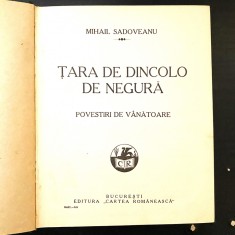 MIHAIL SADOVEANU
ȚARA DE DINCOLO
DE NEGURĂ
POVESTIRI DE VÂNĂTOARE
CR
BUCUREȘTI
EDITURA „CARTEA ROMÂNEASCĂ"